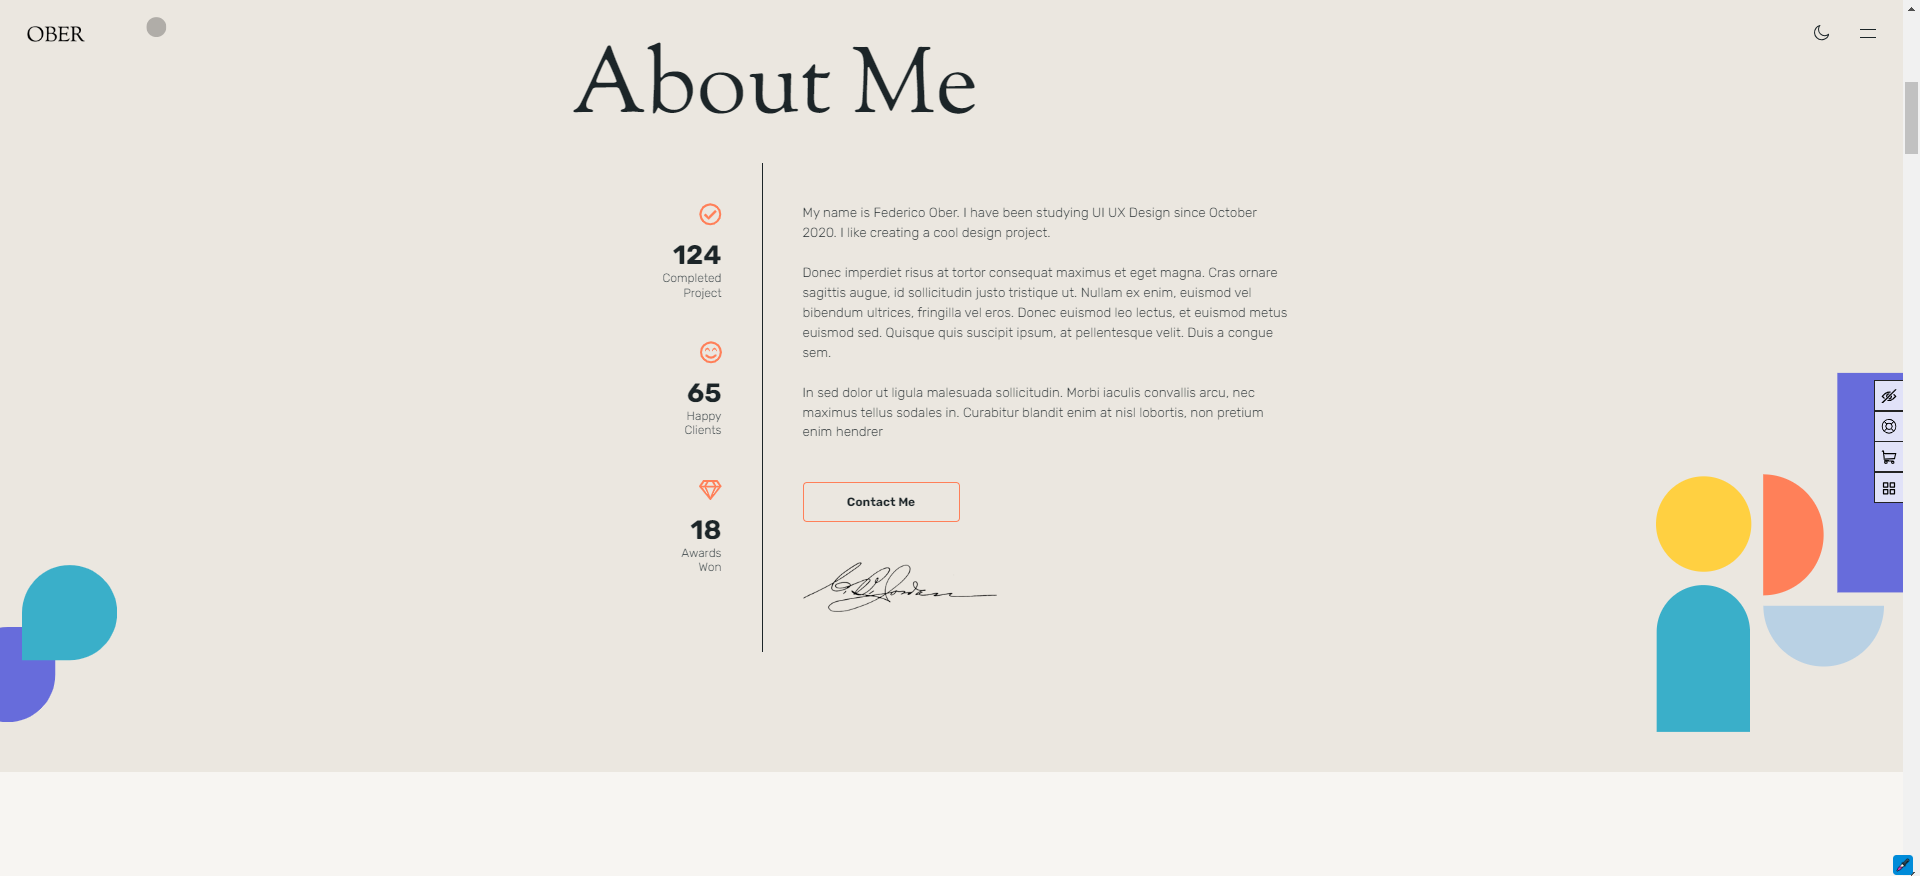 OBER
About Me
124
Completed
Project
65
Happy
Clients
18
Awards
Won
My name is Federico Ober. I have been studying UI UX Design since October
2020. I like creating a cool design project.
Donec imperdiet risus at tortor consequat maximus et eget magna. Cras ornare
sagittis augue, id sollicitudin justo tristique ut. Nullam ex enim, euismod vel
bibendum ultrices, fringilla vel eros. Donec euismod leo lectus, et euismod metus
euismod sed. Quisque quis suscipit ipsum, at pellentesque velit. Duis a congue
sem.
In sed dolor ut ligula malesuada sollicitudin. Morbi iaculis convallis arcu, nec
maximus tellus sodales in. Curabitur blandit enim at nisl lobortis, non pretium
enim hendrer
Contact Me